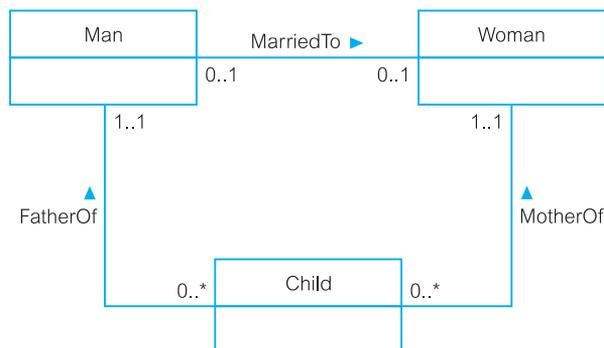 Man
MarriedTo ►
Woman
0..1
0..1
1..1
1..1
▲
FatherOf
▲
MotherOf
0..*
Child
0..*